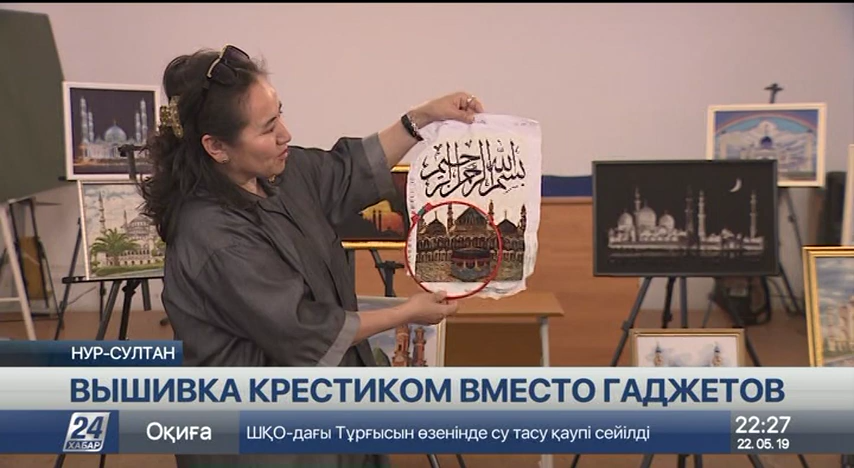 بسم الله الرحمن الرحيم
НУР-СУЛТАН
ВЫШИВКА КРЕСТИКОМ ВМЕСТО ГАДЖЕТОВ
24
ХАБАР
Оқиға
ШҚО-дағы Тұрғысын өзенінде су тасу қаупі сейілді
22:27
22.05.19